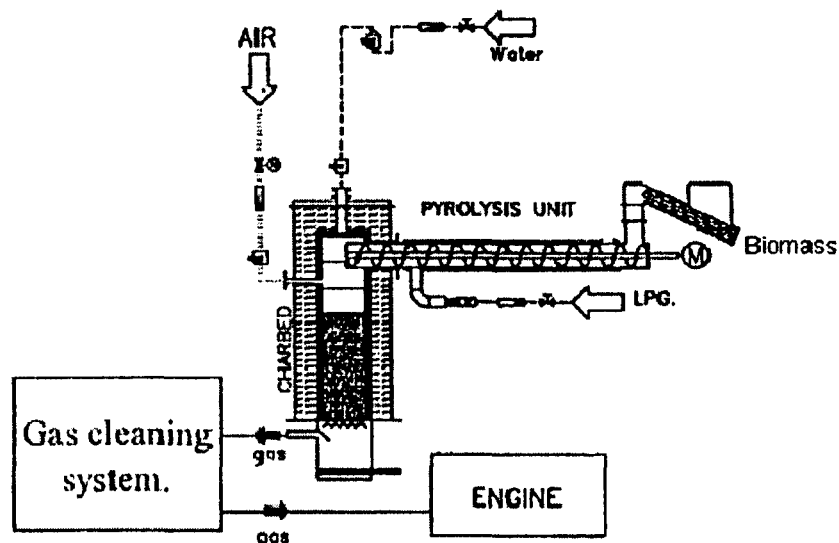 AIR
Water
PYROLYSIS UNIT
M
Biomass
LPG.
CHARBED
Gas cleaning
system.
gas
gas
ENGINE